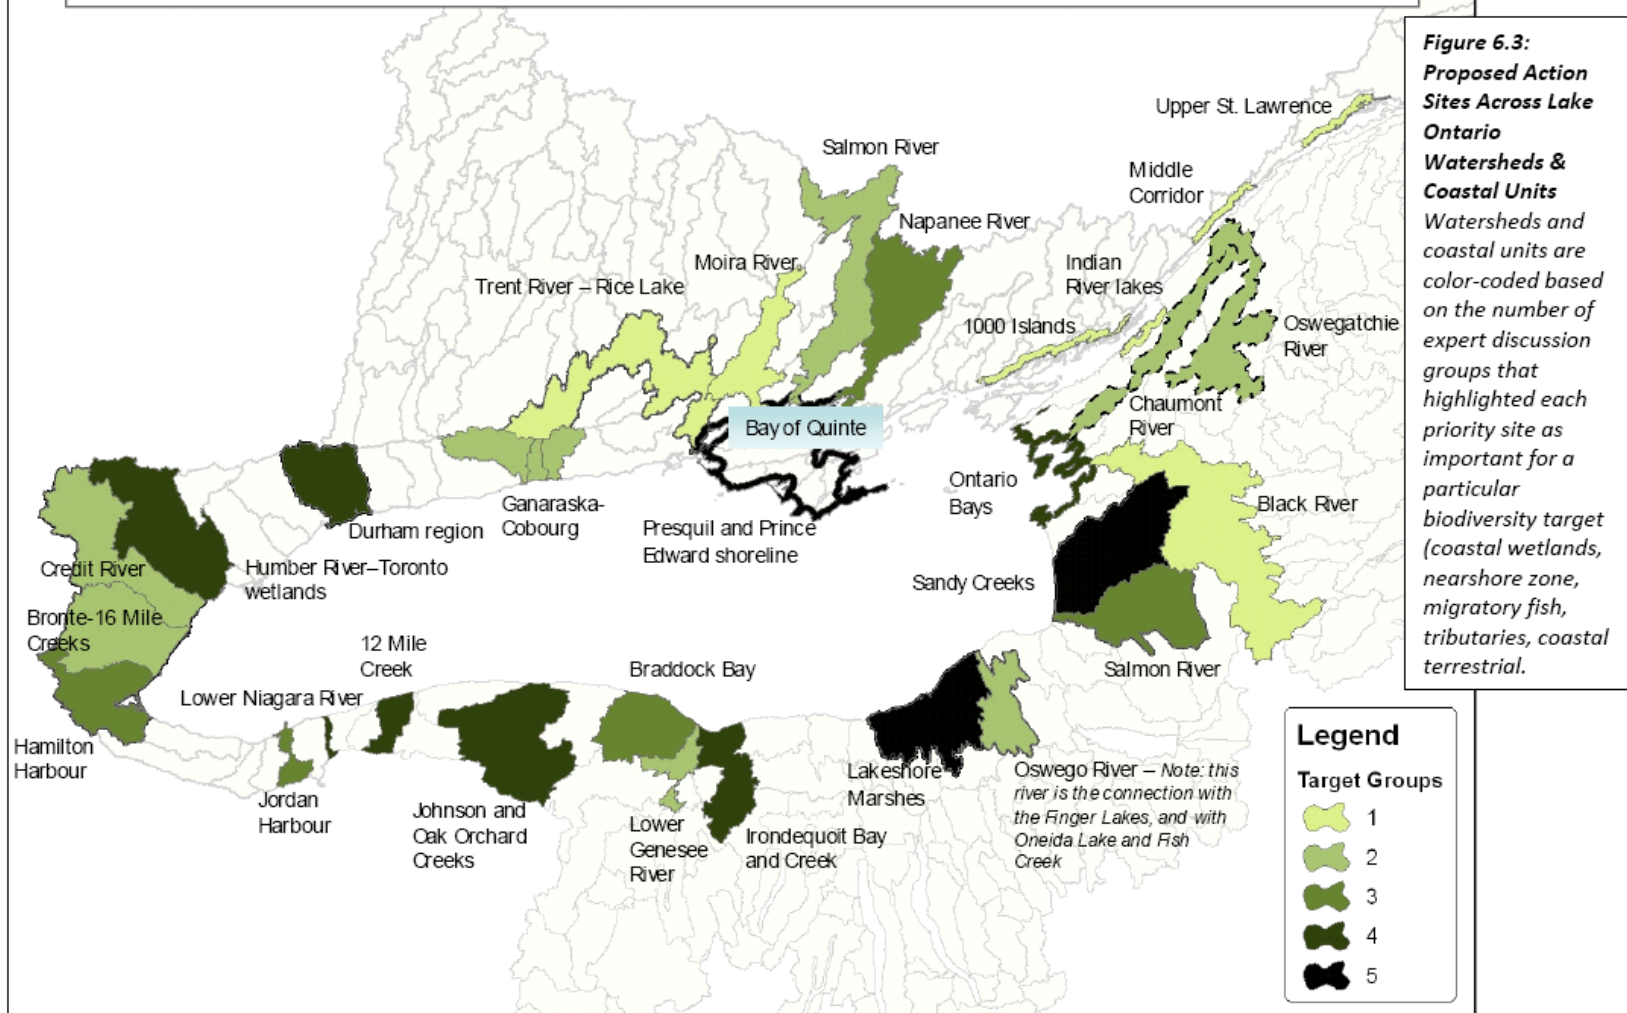 Figure 6.3:
Proposed Action
Sites Across Lake
Ontario
Watersheds &
Coastal Units
Watersheds and
coastal units are
color-coded based
on the number of
expert discussion
groups that
highlighted each
priority site as
important for a
particular
biodiversity target
(coastal wetlands,
nearshore zone,
migratory fish,
tributaries, coastal
terrestrial.
Upper St. Lawrence
Salmon River
Middle
Corridor
Napanee River
Moira River
Indian
River lakes
Trent River – Rice Lake
1000 Islands
Oswegatchie
River
Chaumont
River
Bay of Quinte
Ontario
Bays
Black River
Ganaraska-
Cobourg
Presquil and Prince
Edward shoreline
Durham region
Humber River–Toronto
wetlands
Credit River
Sandy Creeks
Bronte-16 Mile
Creeks
12 Mile
Creek
Braddock Bay
Salmon River
Lower Niagara River
Hamilton
Harbour
Jordan
Harbour
Johnson and
Oak Orchard
Creeks
Lower
Genesee
River
Irondequoit Bay
and Creek
Lakeshore
Marshes
Oswego River – Note: this
river is the connection with
the Finger Lakes, and with
Oneida Lake and Fish
Creek
Legend
Target Groups
1
2
3
4
5